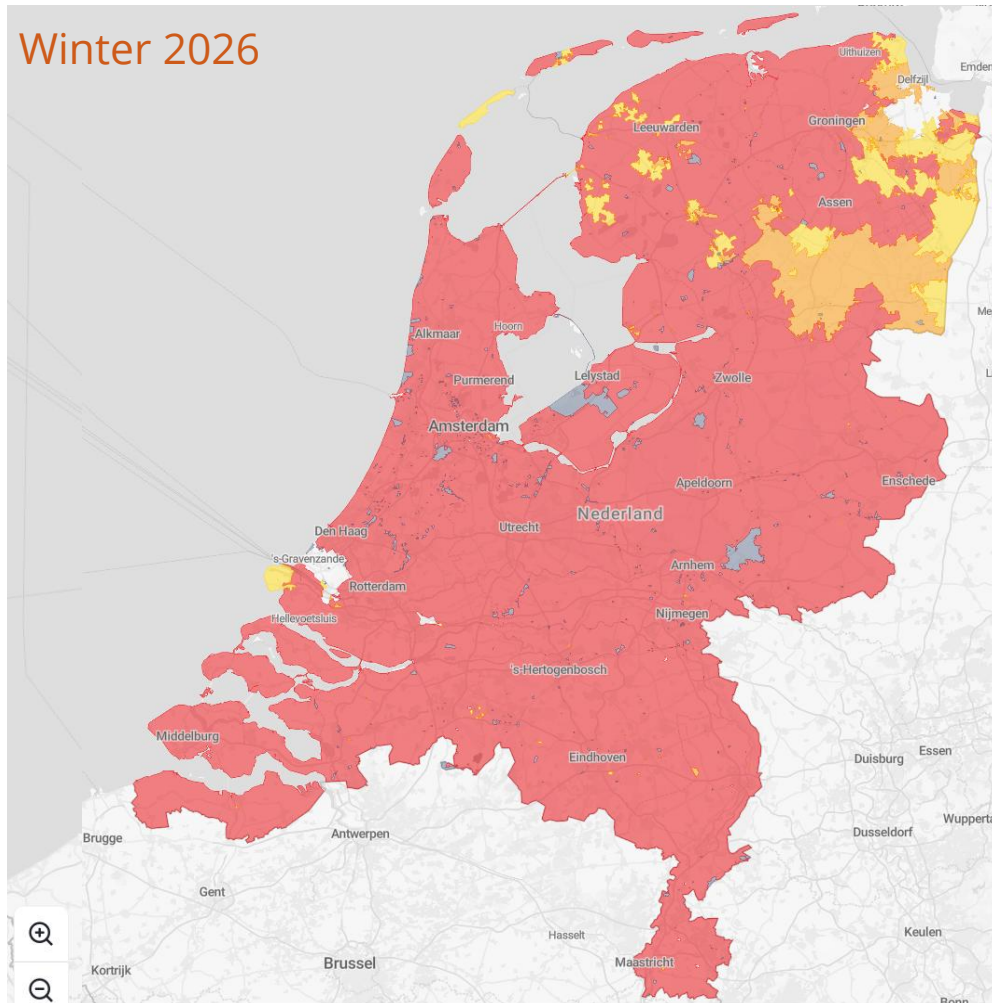 Winter 2026
Uithuizen
Emden
Delfzijl
Leeuwarden
Groningen
Assen
Alkmaar
Hoorn
Purmerend
Lelystad
Zwolle
Amsterdam
Apeldoorn
Enschede
Nederland
Utrecht
Den Haag
's-Gravenzande
Arnhem
Rotterdam
Nijmegen
Hellevoetsluis
's-Hertogenbosch
Middelburg
Eindhoven
Essen
Duisburg
Brugge
Antwerpen
Dusseldorf
Wupperta
Gent
Hasselt
Keulen
Brussel
Maastricht
Kortrijk
Bonn